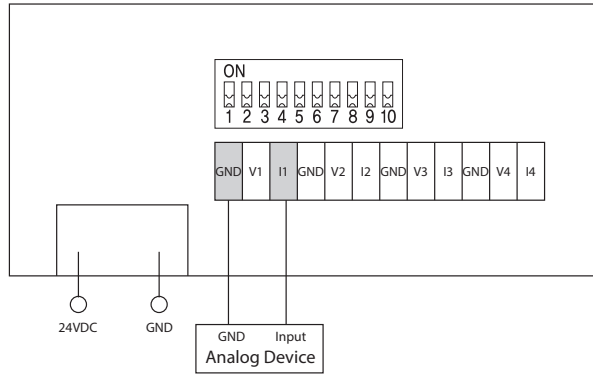 ON
1 2 3 4 5 6 7 8 9 10
GND V1 I1 GND V2 I2 GND V3 I3 GND V4 I4
24VDC GND
GND Input
Analog Device